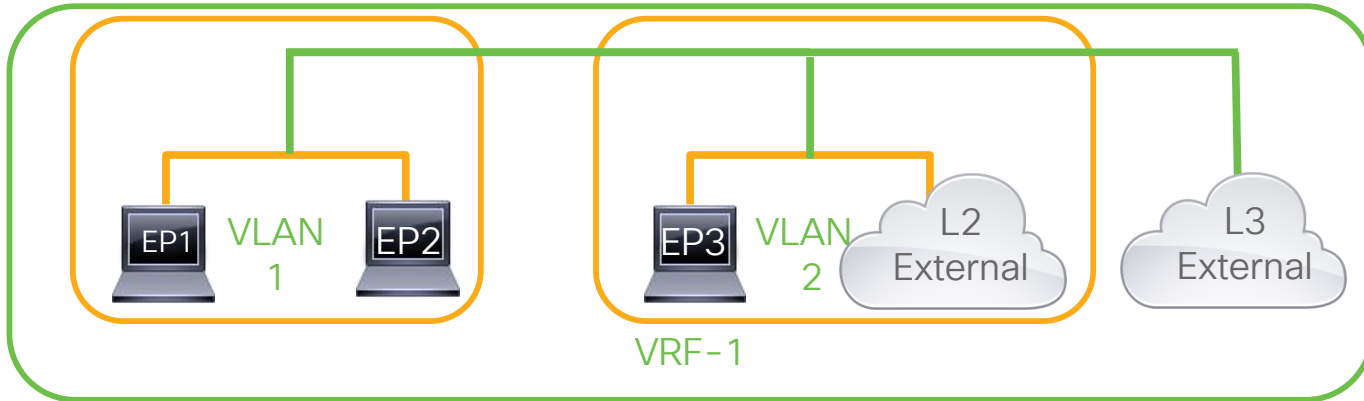 EP1
VLAN
1
EP2
EP3
VLAN
2
L2
External
L3
External
VRF-1